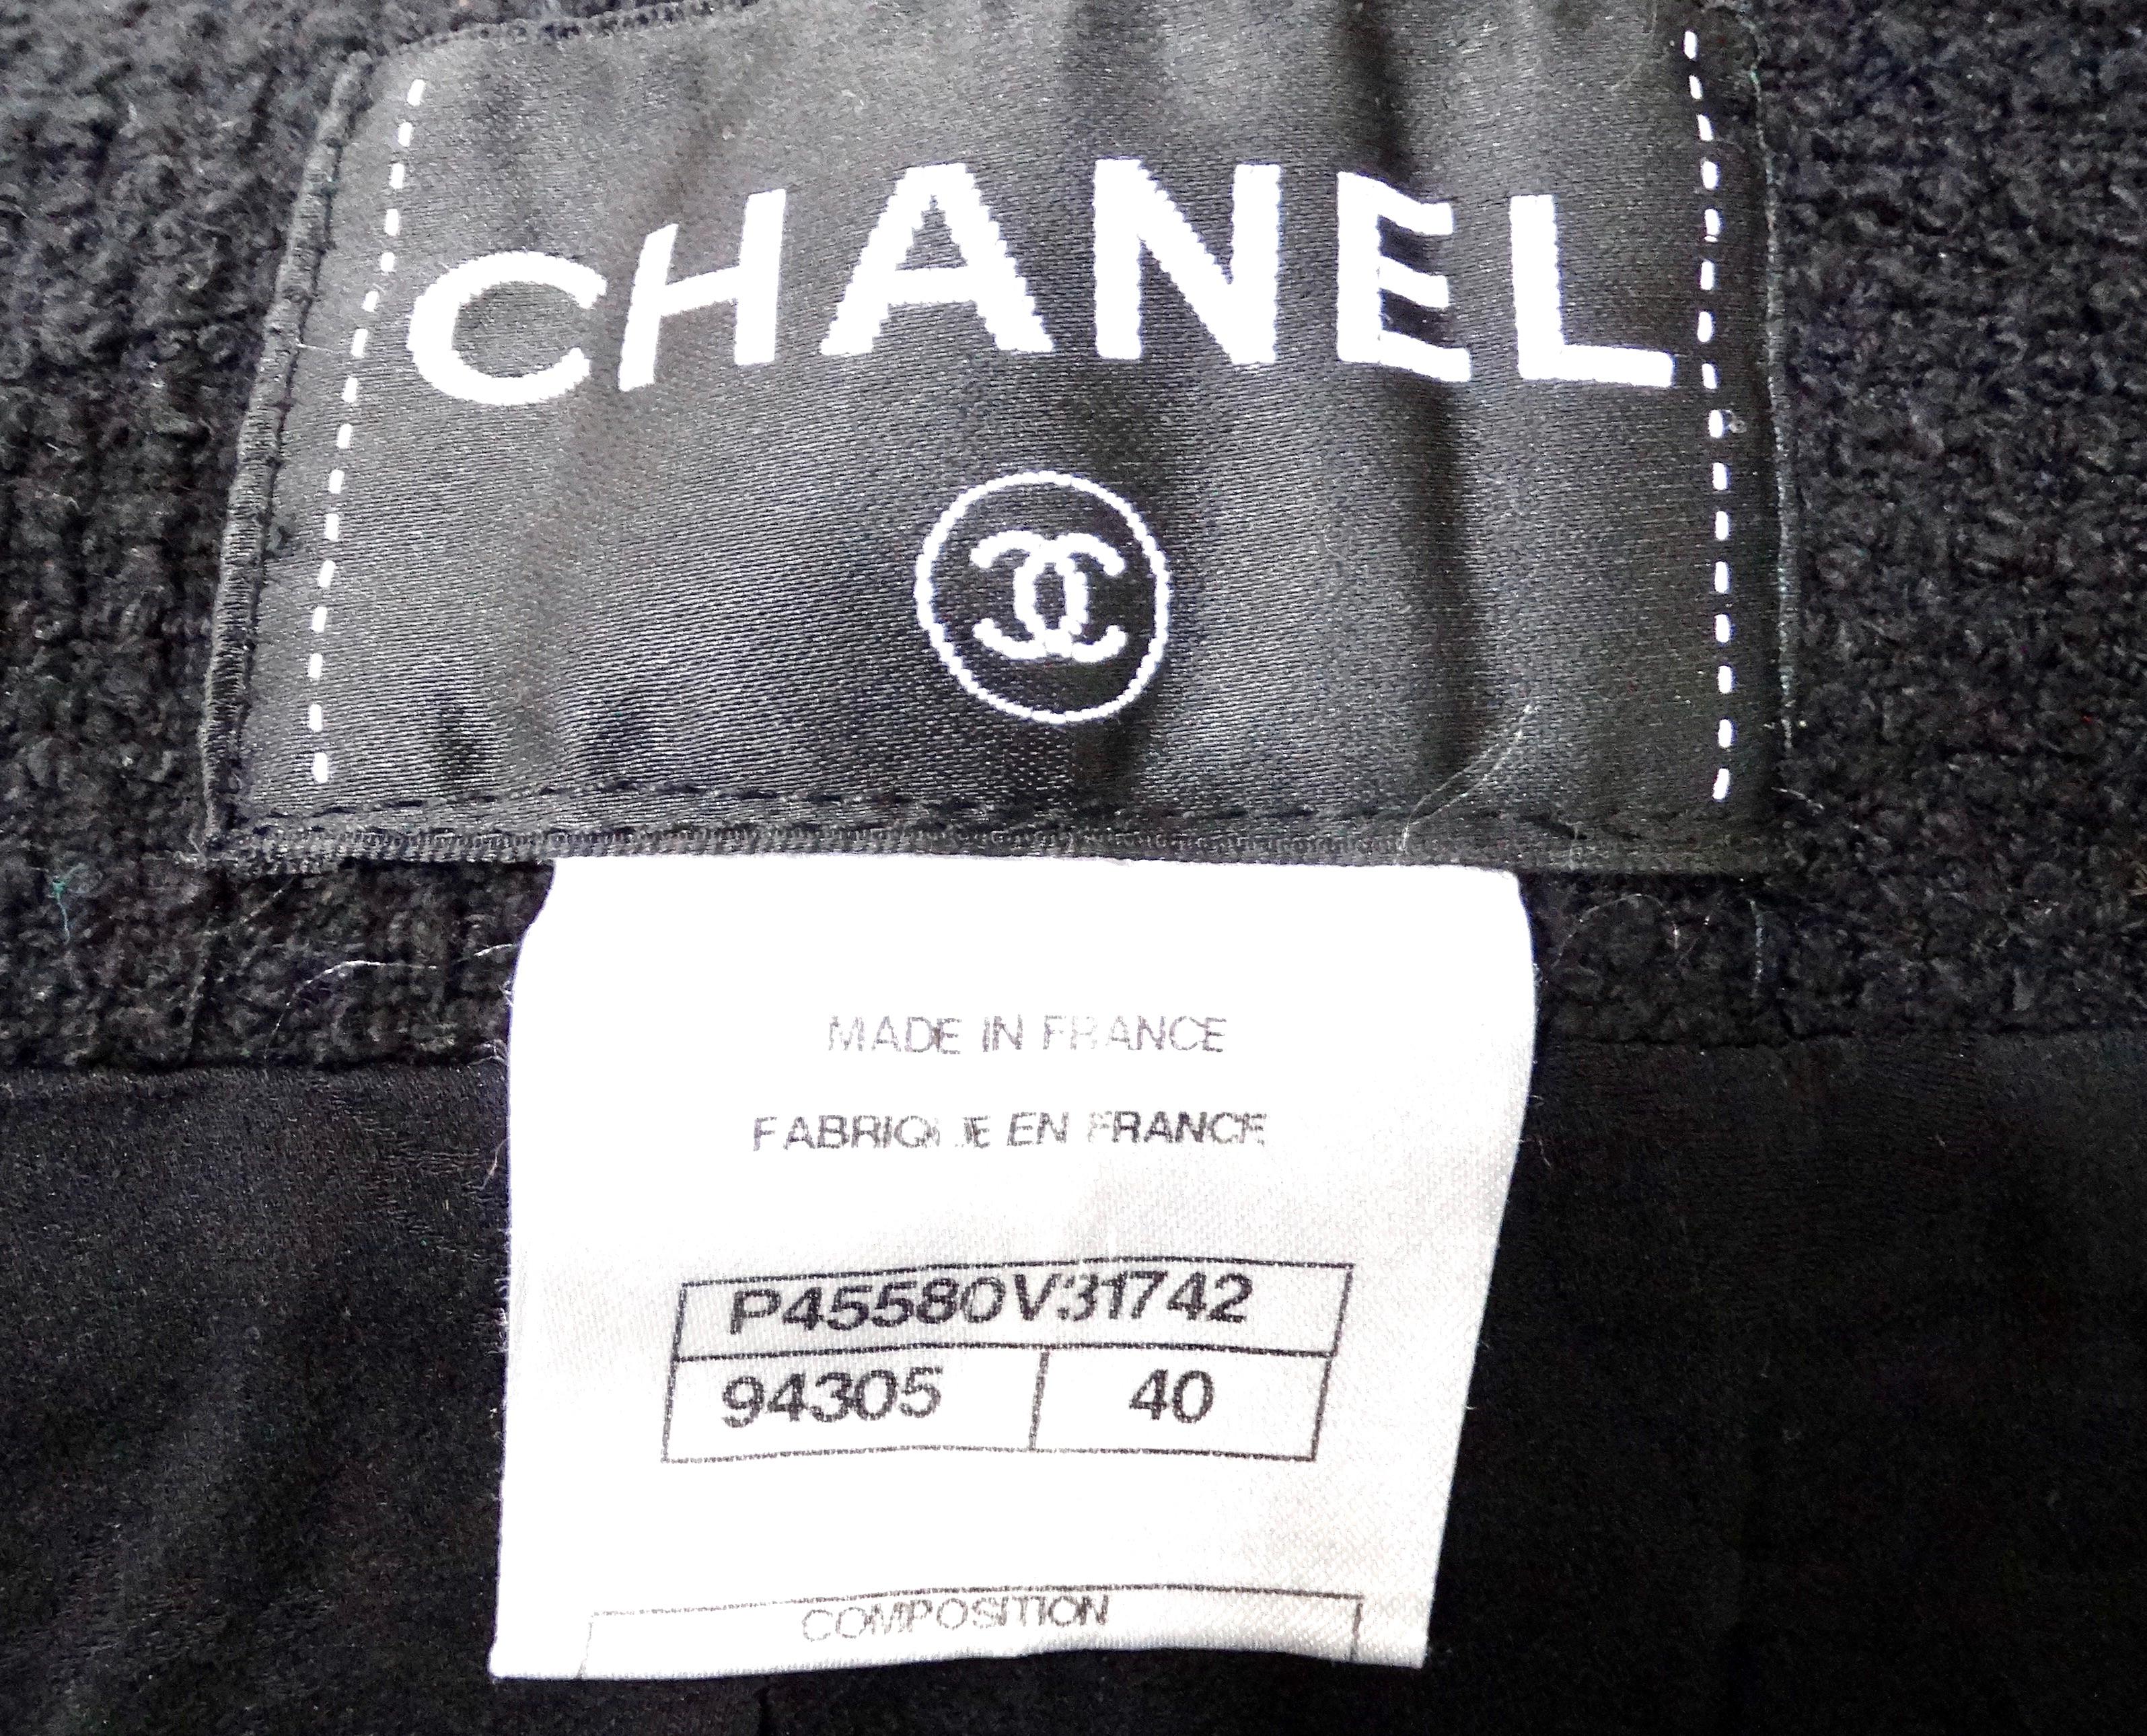 CHANEL
MADE IN FRANCE
FABRIQUE EN FRANCE
P45580V31742
94305 40
COMPOSITION